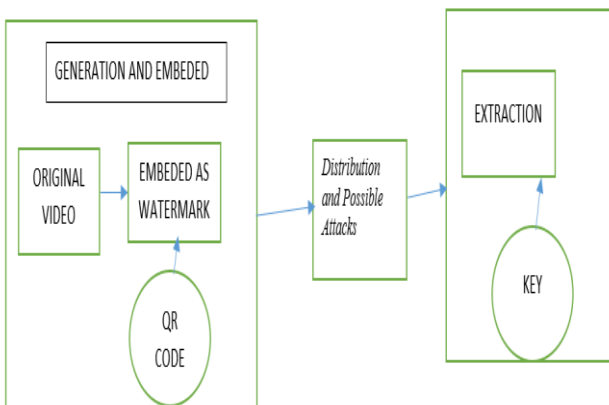 GENERATION AND EMBEDED
ORIGINAL
VIDEO
EMBEDED AS
WATERMARK
QR
CODE
Distribution
and Possible
Attacks
EXTRACTION
KEY